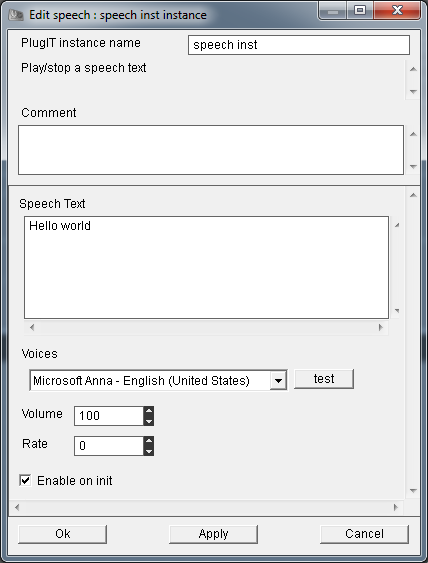 Edit speech : speech inst instance
PlugIT instance name
speech inst
Play/stop a speech text
Comment
Speech Text
Hello world
Voices
Microsoft Anna - English (United States)
test
Volume
100
Rate
0
Enable on init
Ok
Apply
Cancel